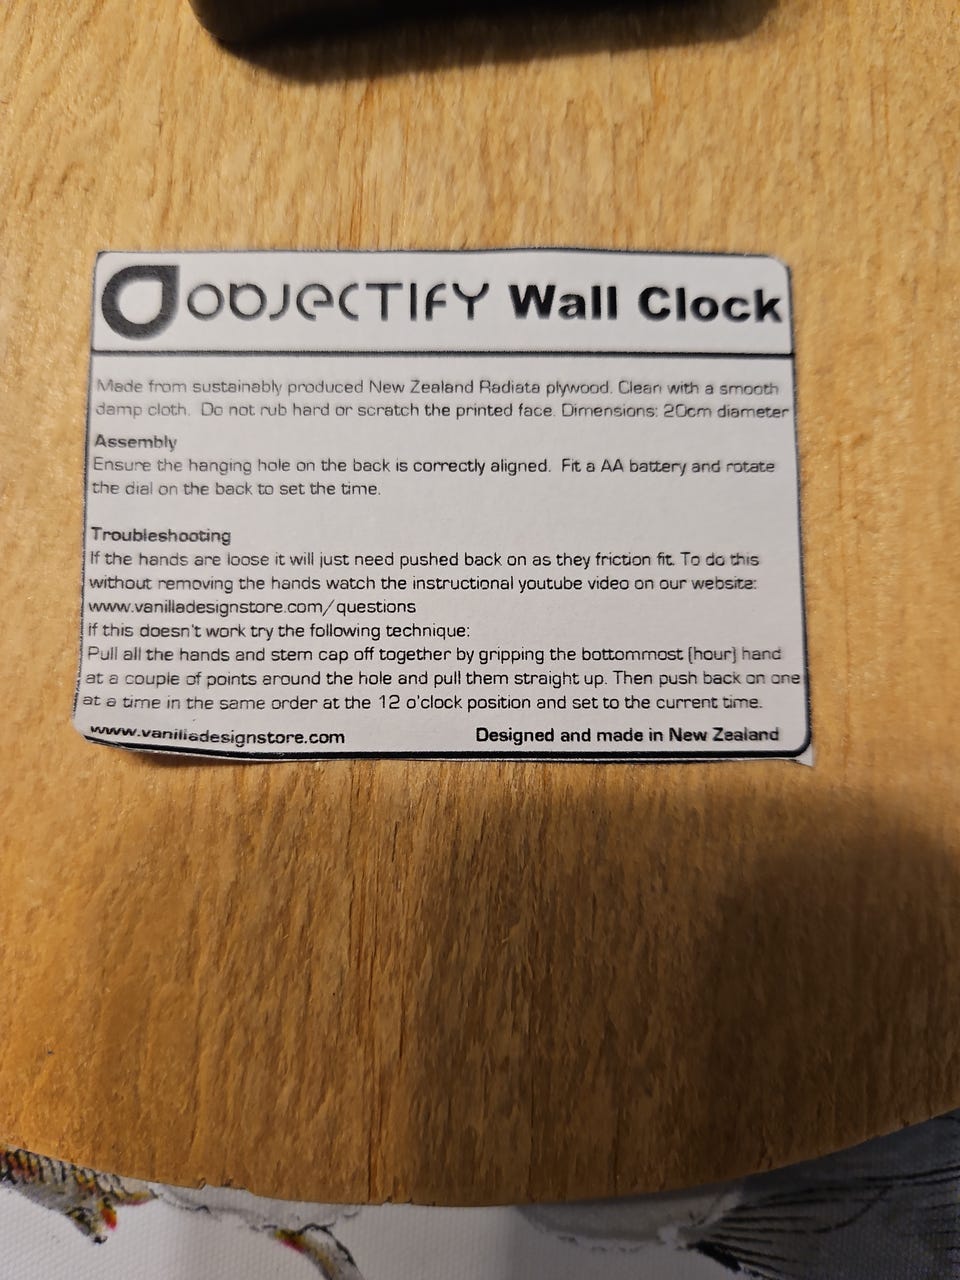 OBJECTIFY Wall Clock
Made from sustainably produced New Zealand Radiata plywood. Clean with a smooth
damp cloth. Do not rub hard or scratch the printed face. Dimensions: 20cm diameter
Assembly
Ensure the hanging hole on the back is correctly aligned. Fit a AA battery and rotate
the dial on the back to set the time.
Troubleshooting
If the hands are loose it will just need pushed back on as they friction fit. To do this
without removing the hands watch the instructional youtube video on our website:
www.vanilladesignstore.com/questions
if this doesn't work try the following technique:
Pull all the hands and stem cap off together by gripping the bottommost (hour) hand
at a couple of points around the hole and pull them straight up. Then push back on one
at a time in the same order at the 12 o'clock position and set to the current time.
www.vanilladesignstore.com Designed and made in New Zealand